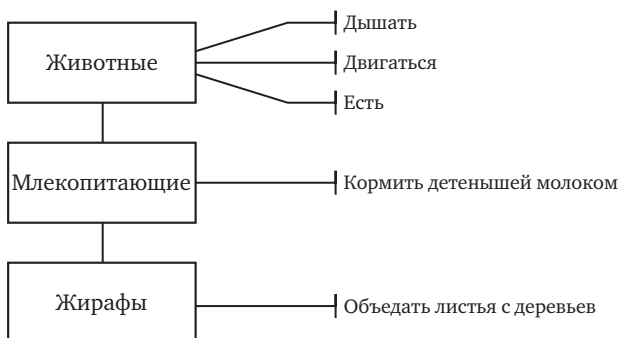 Животные
Дышать
Двигаться
Есть
Млекопитающие
Кормить детенышей молоком
Жирафы
Объедать листья с деревьев